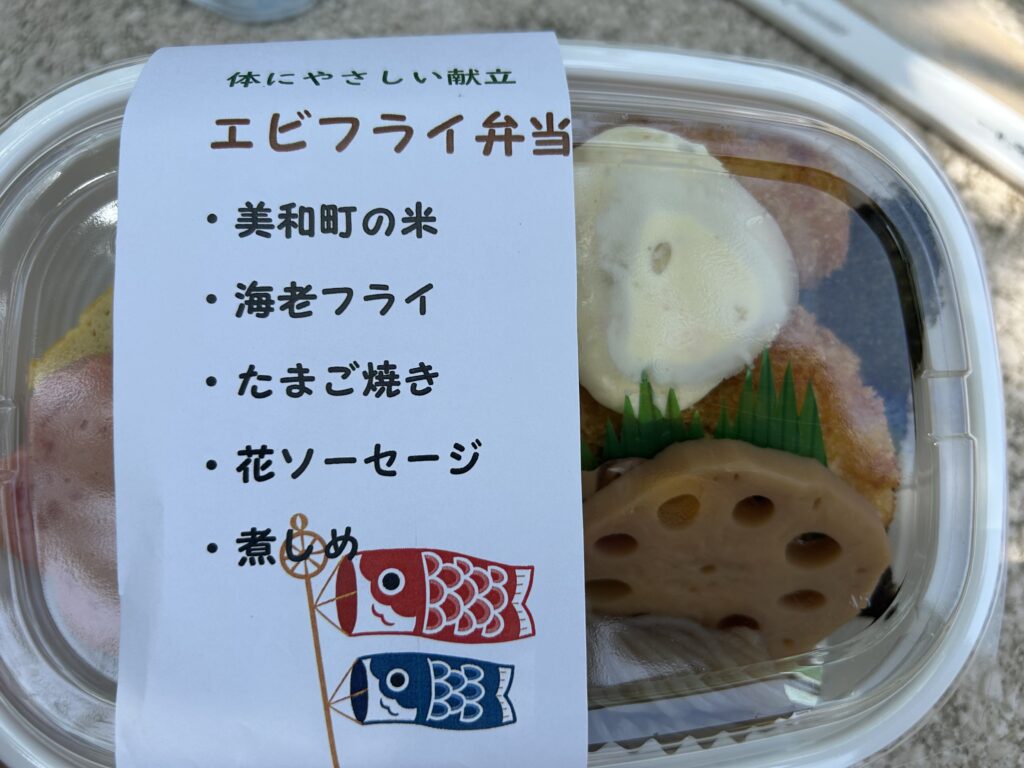 体にやさしい献立
エビフライ弁当
・美和町の米
・海老フライ
・たまご焼き
・花ソーセージ
・煮しめ